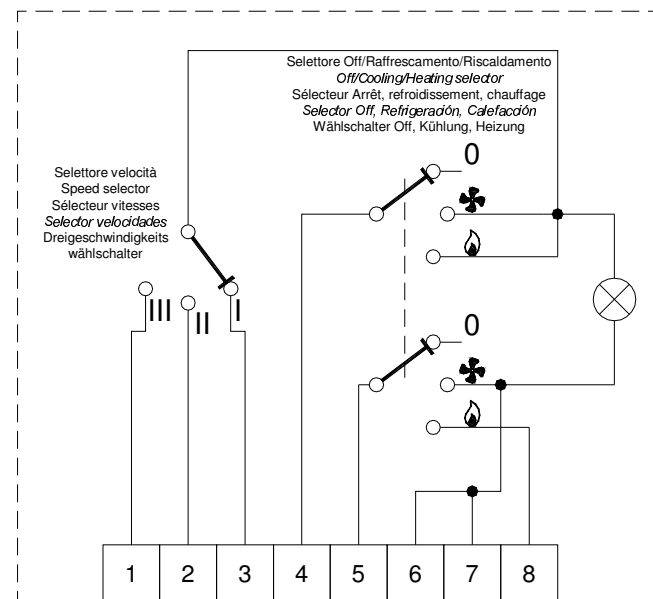 Selettore Off/Raffrescamento/Riscaldamento
Off/Cooling/Heating selector
Sélecteur Arrêt, refroidissement, chauffage
Selector Off, Refrigeración, Calefacción
Wählschalter Off, Kühlung, Heizung
0
Selettore velocità
Speed selector
Sélecteur vitesses
Selector velocidades
Dreigeschwindigkeits
wählschalter
III II I
0
1 2 3 4 5 6 7 8